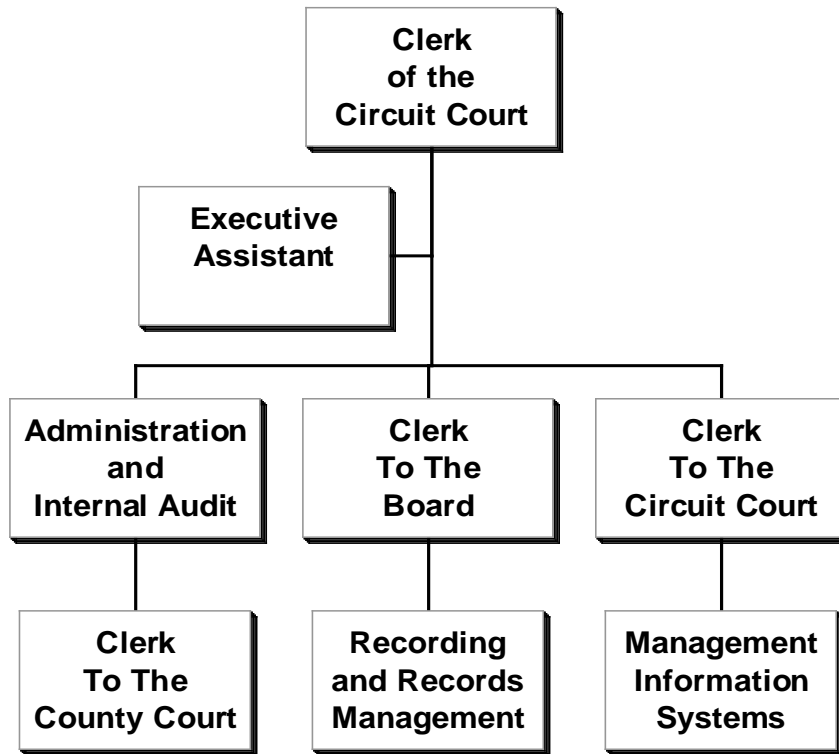 Clerk
of the
Circuit Court
Executive
Assistant
Administration
and
Internal Audit
Clerk
To The
Board
Clerk
To The
Circuit Court
Clerk
To The
County Court
Recording
and Records
Management
Management
Information
Systems